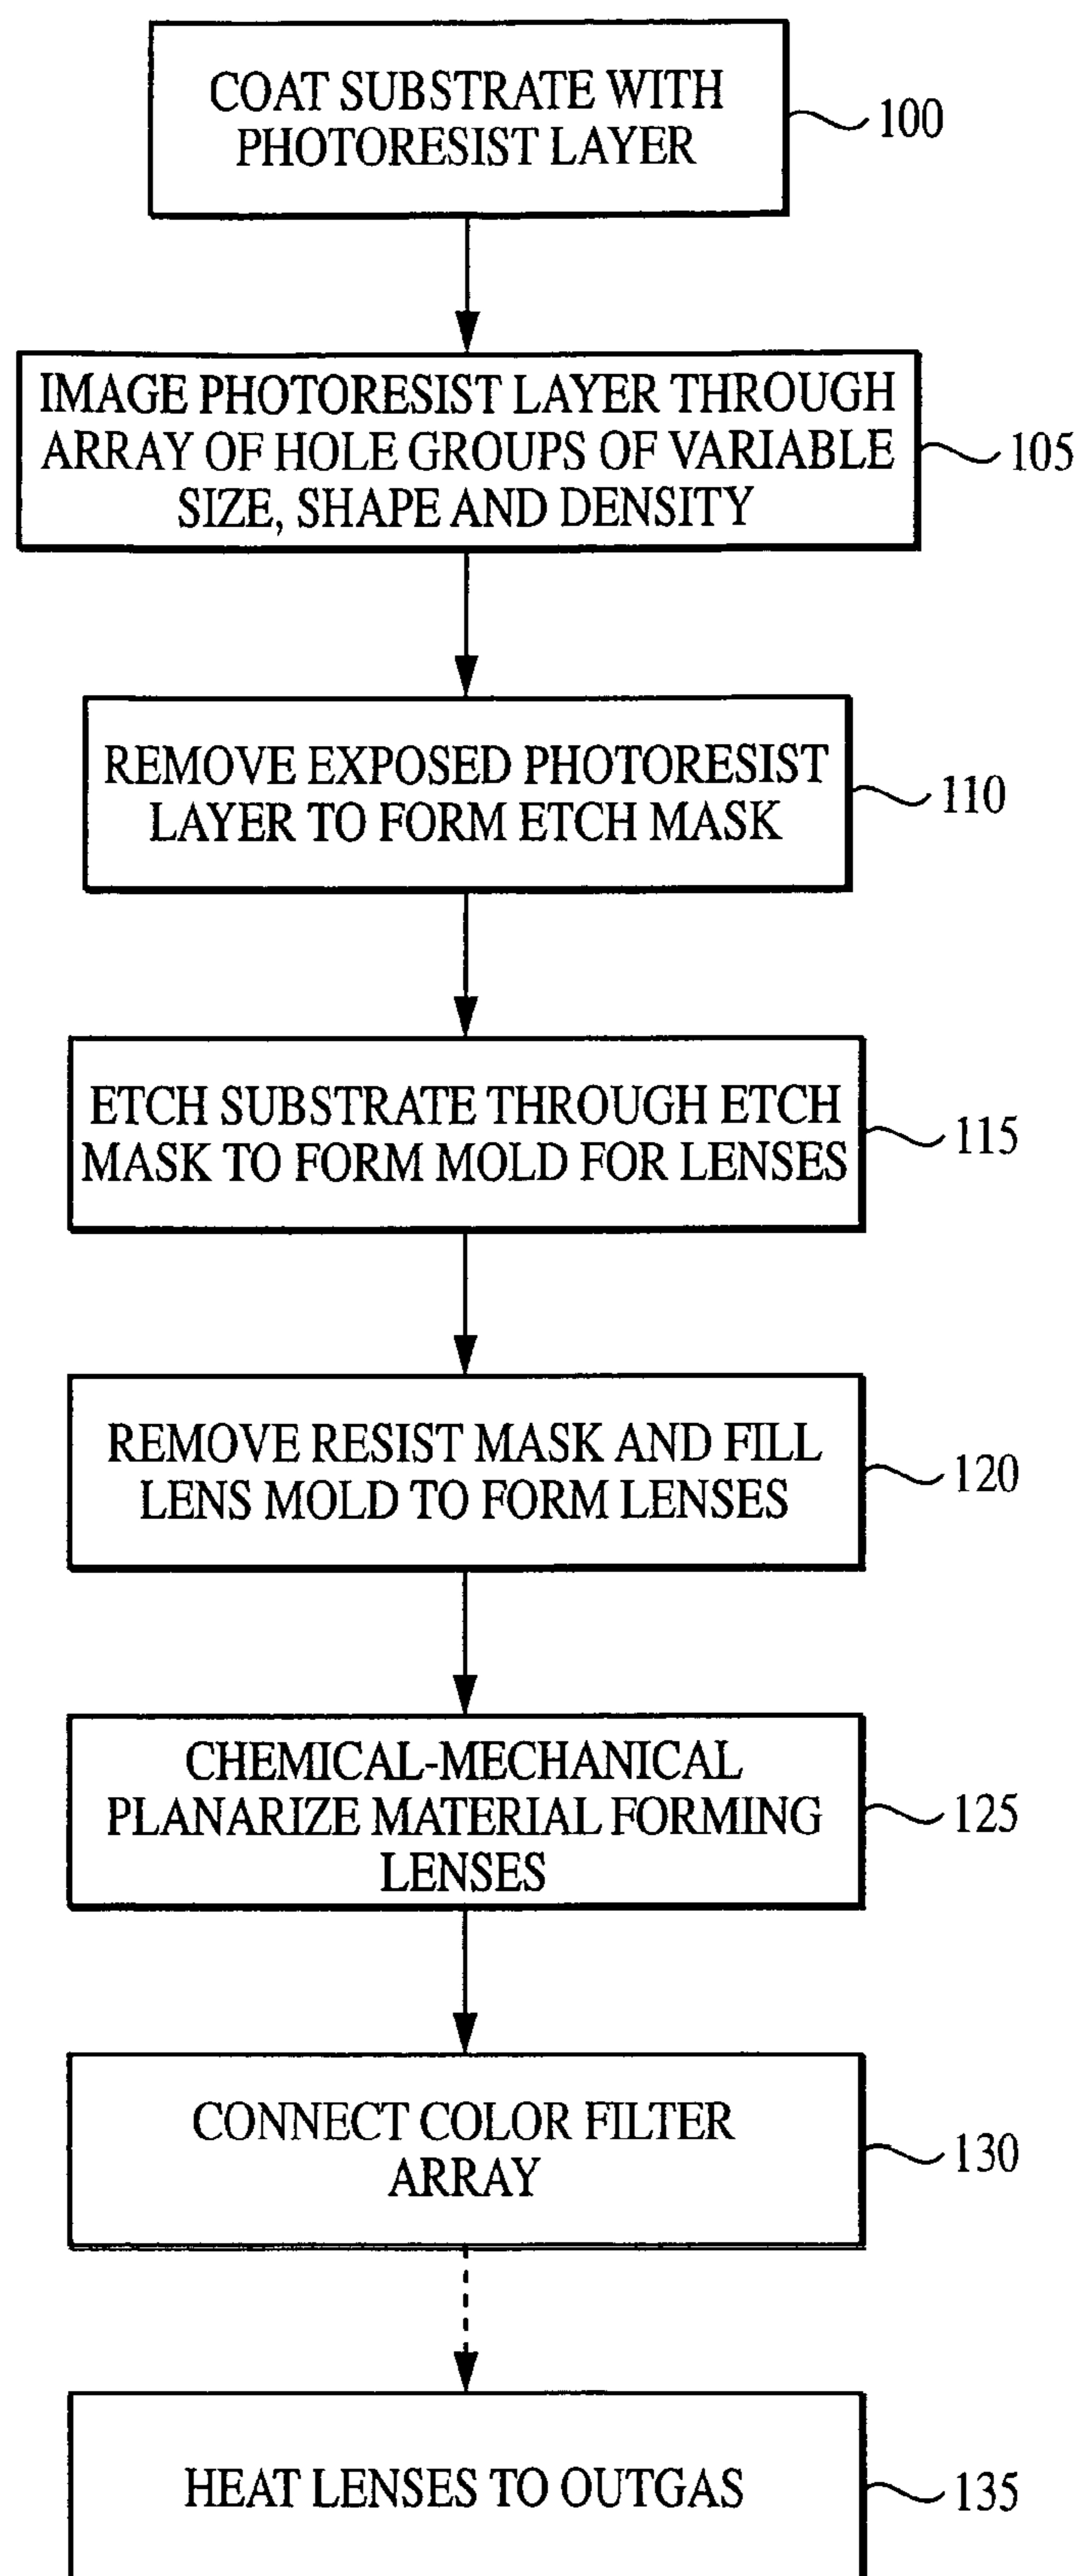 COAT SUBSTRATE WITH
PHOTORESIST LAYER
100
IMAGE PHOTORESIST LAYER THROUGH
ARRAY OF HOLE GROUPS OF VARIABLE
SIZE, SHAPE AND DENSITY
105
REMOVE EXPOSED PHOTORESIST
LAYER TO FORM ETCH MASK
110
ETCH SUBSTRATE THROUGH ETCH
MASK TO FORM MOLD FOR LENSES
115
REMOVE RESIST MASK AND FILL
LENS MOLD TO FORM LENSES
120
CHEMICAL-MECHANICAL
PLANARIZE MATERIAL FORMING
LENSES
125
CONNECT COLOR FILTER
ARRAY
130
HEAT LENSES TO OUTGAS
135